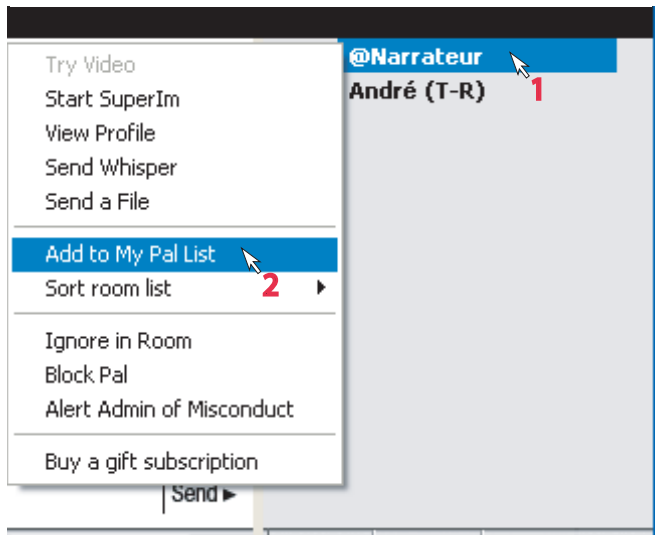 Try Video
Start SuperIm
View Profile
Send Whisper
Send a File
Add to My Pal List
2
Sort room list
Ignore in Room
Block Pal
Alert Admin of Misconduct
Buy a gift subscription
Send
@Narrateur
1
André (T-R)